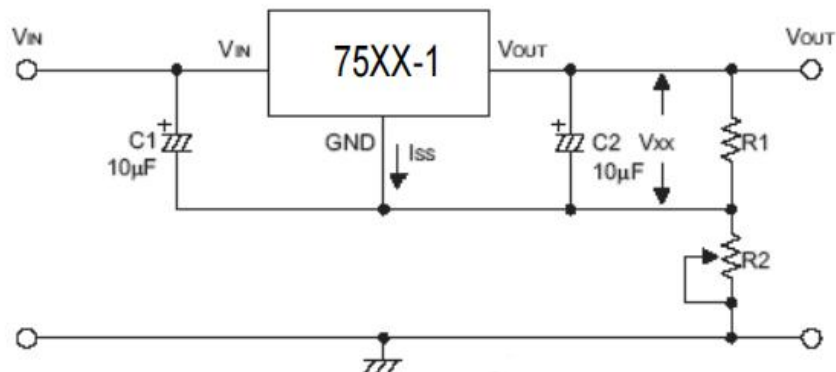 VIN
VIN
75XX-1
VOUT
VOUT
C1
10µF
GND
ISS
C2
10µF
VXX
R1
R2